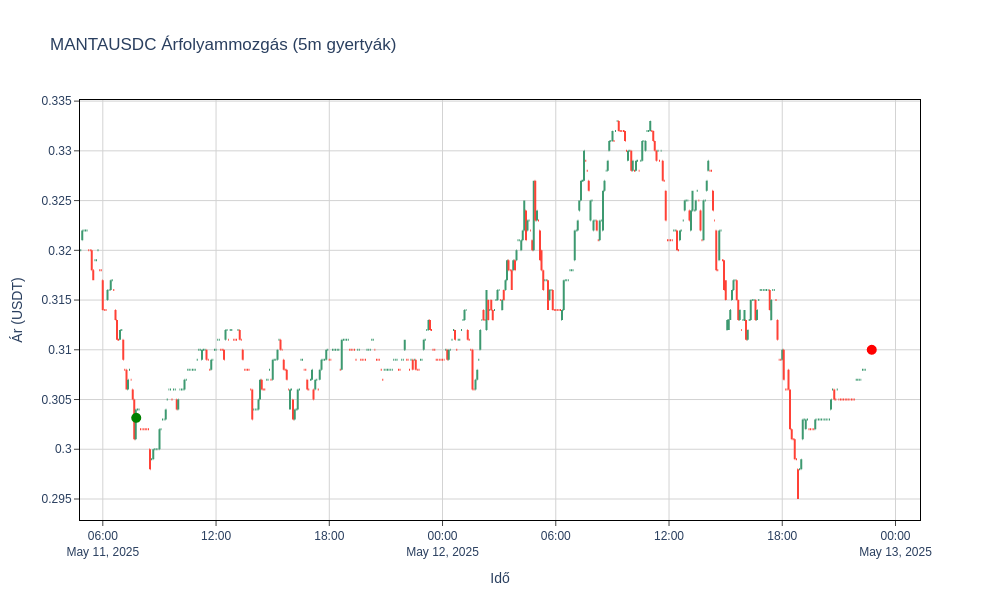 MANTAUSDC Árfolyammozgás (5m gyertyák)
0.335
0.33
0.325
0.32
0.315
0.31
0.305
0.3
0.295
Ár (USDT)
06:00 12:00 18:00 00:00 06:00 12:00 18:00 00:00
May 11, 2025 May 12, 2025 May 13, 2025
Idő